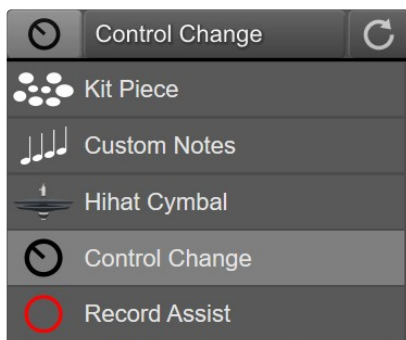 Control Change
Kit Piece
Custom Notes
Hihat Cymbal
Control Change
Record Assist